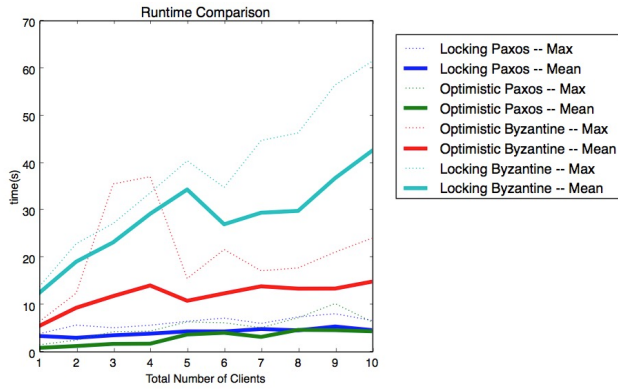 Runtime Comparison
70
60
50
40
30
20
10
0
time(s)
1 2 3 4 5 6 7 8 9 10
Total Number of Clients
Locking Paxos -- Max
Locking Paxos -- Mean
Optimistic Paxos -- Max
Optimistic Paxos -- Mean
Optimistic Byzantine -- Max
Optimistic Byzantine -- Mean
Locking Byzantine -- Max
Locking Byzantine -- Mean